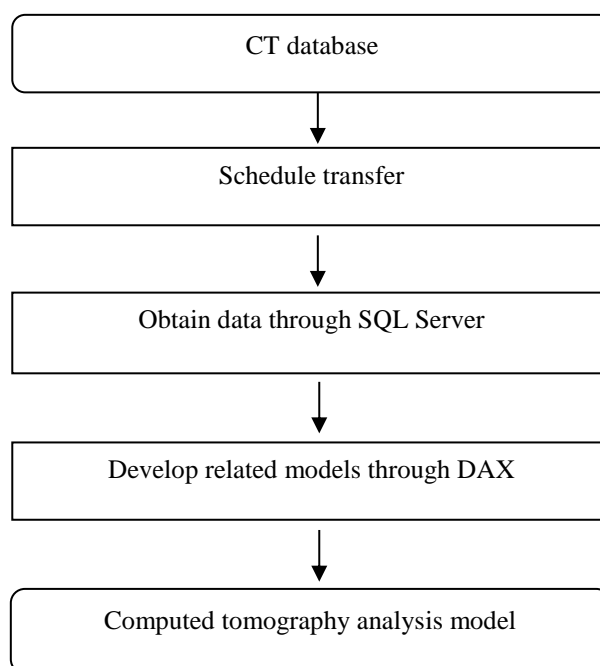 CT database
Schedule transfer
Obtain data through SQL Server
Develop related models through DAX
Computed tomography analysis model